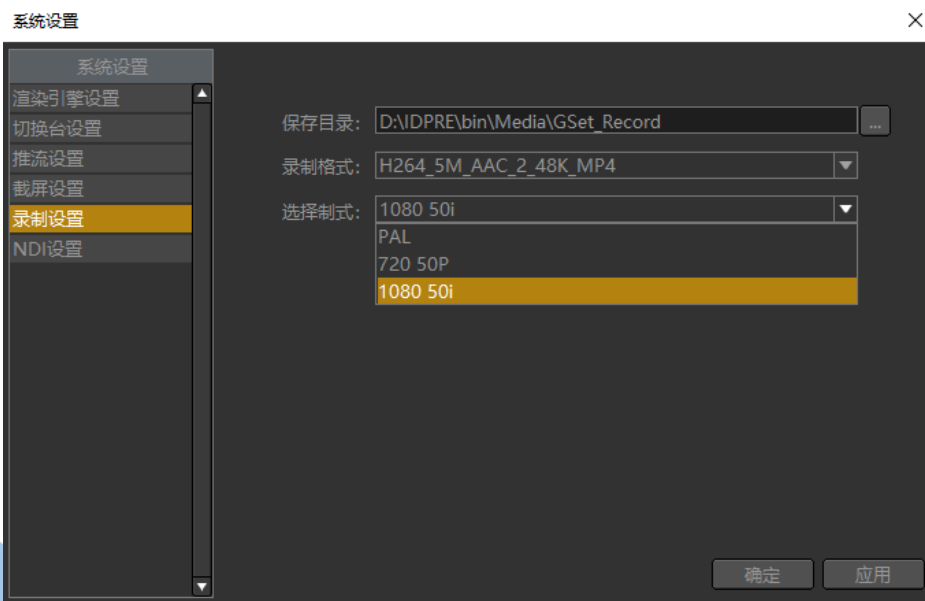 系统设置
系统设置
渲染引擎设置
切换台设置
推流设置
截屏设置
录制设置
NDI设置
保存目录: D:\IDPRE\bin\Media\GSet_Record ...
录制格式: H264_5M_AAC_2_48K_MP4
选择制式: 1080 50i
PAL
720 50P
1080 50i
确定 应用